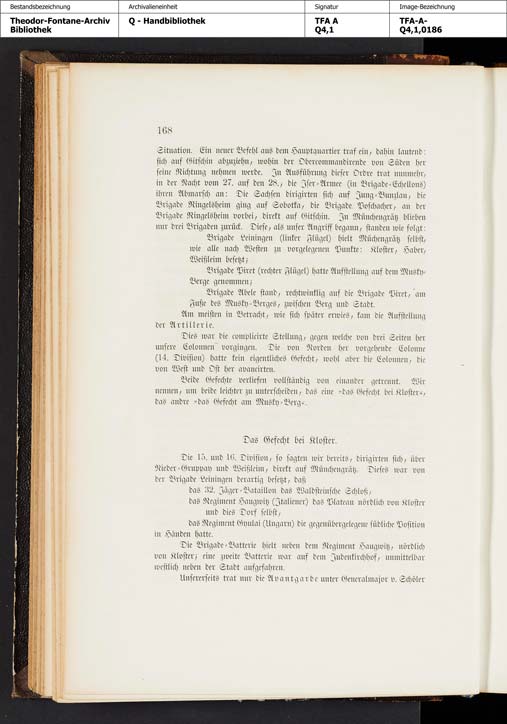 Bestandsbezeichnung Archivalieneinheit Signatur Image-Bezeichnung
Theodor-Fontane-Archiv Q - Handbibliothek TFA A TFA-A-
Bibliothek Q4,1 Q4,1,0186
168
Situation. Ein neuer Befehl aus dem Hauptquartier traf ein, dahin lautend:
sich auf Gitschin abzuziehn, wohin der Obercommandirende von Süden her
seine Richtung nehmen werde. In Ausführung dieser Ordre trat nunmehr,
in der Nacht vom 27. auf den 28., die Iser-Armee (in Brigade-Echellons)
ihren Abmarsch an: Die Sachsen dirigirten sich auf Jung-Bunzlau, die
Brigade Ringelsheim ging auf Sobotka, die Brigade Poschacher, an der
Brigade Ringelsheim vorbei, direkt auf Gitschin. In Münchengrätz blieben
nur drei Brigaden zurück. Diese, als unser Angriff begann, standen wie folgt:
Brigade Leiningen (linker Flügel) hielt Müchengrätz selbst,
wie alle nach Westen zu vorgelegenen Punkte: Kloster, Haber,
Weißlein besetzt;
Brigade Piret (rechter Flügel) hatte Aufstellung auf dem Musky-
Berge genommen;
Brigade Abele stand, rechtwinklig auf die Brigade Piret, am
Fuße des Musky-Berges, zwischen Berg und Stadt.
Am meisten in Betracht, wie sich später erwies, kam die Aufstellung
der Artillerie.
Dies war die complicirte Stellung, gegen welche von drei Seiten her
unsere Colonnen vorgingen. Die von Norden her vorgehende Colonne
(14. Division) hatte kein eigentliches Gefecht, wohl aber die Colonnen, die
von West und Ost her avancirten.
Beide Gefechte verliefen vollständig von einander getrennt. Wir
nennen, um beide leichter zu unterscheiden, das eine »das Gefecht bei Kloster«,
das andre »das Gefecht am Musky-Berg«.
Das Gefecht bei Kloster.
Die 15. und 16. Division, so sagten wir bereits, dirigirten sich, über
Nieder-Gruppay und Weißlein, direkt auf Münchengrätz. Dieses war von
der Brigade Leiningen derartig besetzt, daß
das 32. Jäger-Bataillon das Waldsteinsche Schloß,
das Regiment Haugwitz (Italiener) das Plateau nördlich von Kloster
und dies Dorf selbst,
das Regiment Gyulai (Ungarn) die gegenübergelegene südliche Position
in Händen hatte.
Die Brigade-Batterie hielt neben dem Regiment Haugwitz, nördlich
von Kloster; eine zweite Batterie war auf dem Judenkirchhof, unmittelbar
westlich neben der Stadt aufgefahren.
Unsererseits trat nur die Avantgarde unter Generalmajor v. Schöler